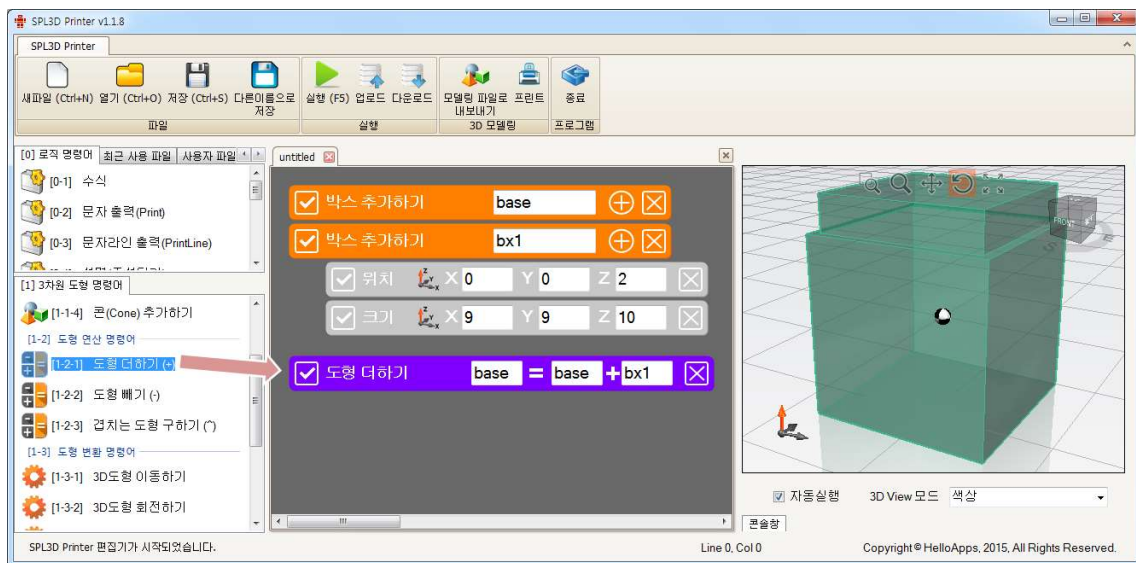 SPL3D Printer v1.1.8
SPL3D Printer
새파일 (Ctrl+N) 열기 (Ctrl+O) 저장 (Ctrl+S) 다른이름으로 저장
파일
실행 (F5) 업로드 다운로드
실행
모델링 파일로 내보내기 프린트
3D 모델링
종료
프로그램
[0] 로직 명령어 최근 사용 파일 사용자 파일
[0-1] 수식
[0-2] 문자 출력(Print)
[0-3] 문자라인 출력(PrintLine)
[1] 3차원 도형 명령어
[1-1-4] 콘(Cone) 추가하기
[1-2] 도형 연산 명령어
[1-2-1] 도형 더하기 (+)
[1-2-2] 도형 빼기 (-)
[1-2-3] 겹치는 도형 구하기 (^)
[1-3] 도형 변환 명령어
[1-3-1] 3D도형 이동하기
[1-3-2] 3D도형 회전하기
untitled
박스 추가하기 base
박스 추가하기 bx1
위치 X 0 Y 0 Z 2
크기 X 9 Y 9 Z 10
도형 더하기 base = base + bx1
FRONT
자동실행 3D View 모드 색상
콘솔창
SPL3D Printer 편집기가 시작되었습니다.
Line 0, Col 0
Copyright © HelloApps, 2015, All Rights Reserved.